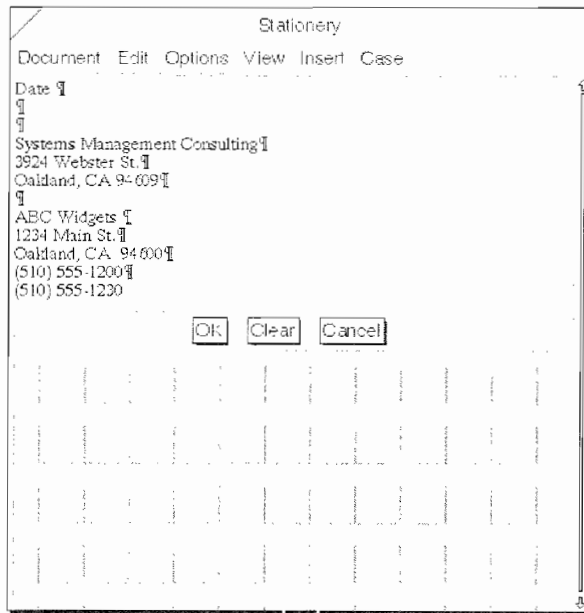 Stationery
Document Edit Options View Insert Case
Date ¶
¶
¶
Systems Management Consulting¶
3924 Webster St.¶
Oakland, CA 94609¶
¶
ABC Widgets ¶
1234 Main St.¶
Oakland, CA 94600¶
(510) 555-1200¶
(510) 555-1230
OK Clear Cancel